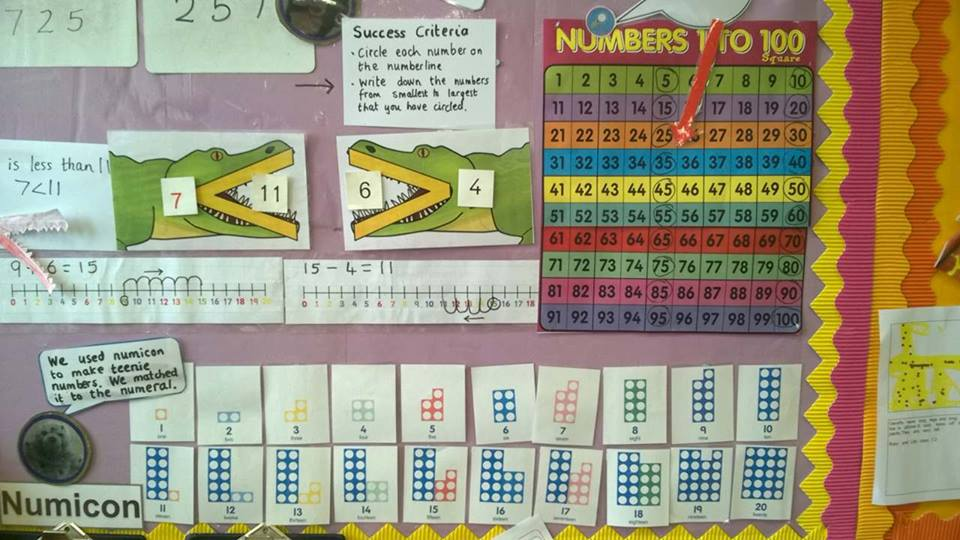 7 2 5
2 5 1
Success Criteria
· Circle each number on
the numberline
· Write down the numbers
from smallest to largest
that you have circled.
NUMBERS 1 TO 100
Square
1 2 3 4 5 7 8 9 10
11 12 13 14 15 17 18 19 20
21 22 23 24 25 27 28 29 30
31 32 33 34 35 36 37 38 39 40
41 42 43 44 45 46 47 48 49 50
51 52 53 54 55 56 57 58 59 60
61 62 63 64 65 66 67 68 69 70
71 72 73 74 75 76 77 78 79 80
81 82 83 84 85 86 87 88 89 90
91 92 93 94 95 96 97 98 99 100
is less than 11
7<11
7 11
6 4
9 6 = 15
0 1 2 3 4 5 6 7 8 9 10 11 12 13 14 15 16 17 18 19 20
15 - 4 = 11
0 1 2 3 4 5 6 7 8 9 10 11 12 13 14 15 16 17 18
We used numicon
to make teenie
numbers. We matched
it to the numeral.
1 2 3 4 5 6 7 8 9 10
one two three four five six seven eight nine ten
11 12 13 14 15 16 17 18 19 20
eleven twelve thirteen fourteen fifteen sixteen seventeen eighteen nineteen twenty
Numicon